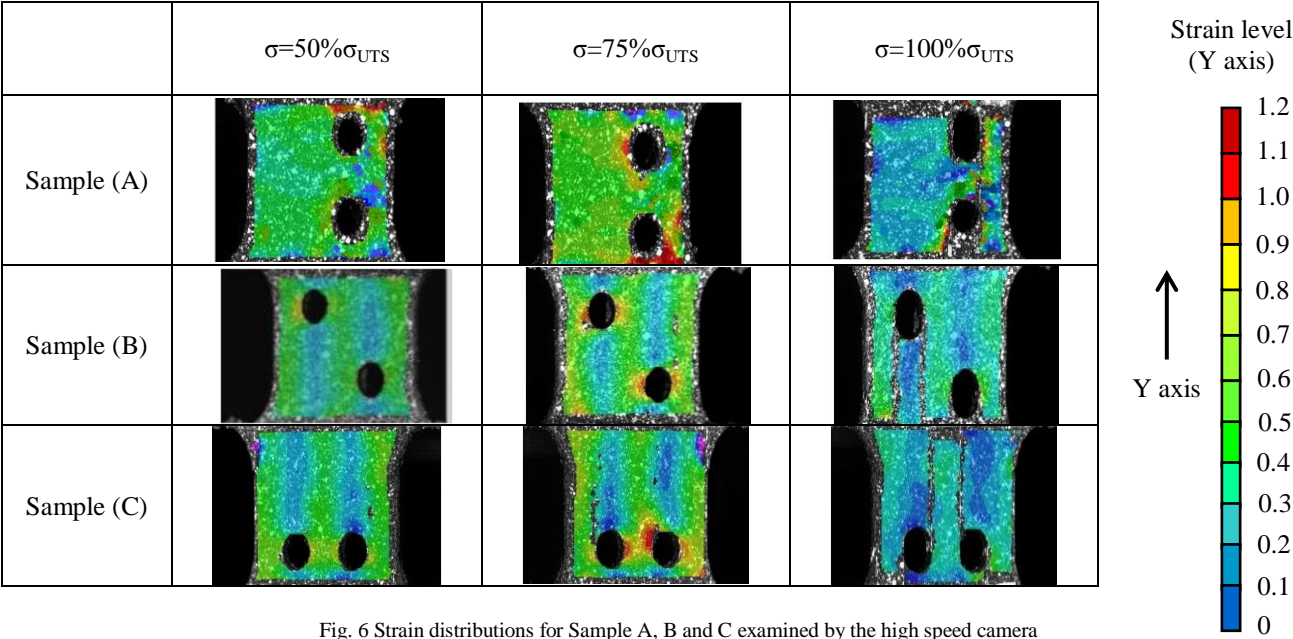 σ=50%σUTS
σ=75%σUTS
σ=100%σUTS
Strain level
(Y axis)
Sample (A)
Sample (B)
Sample (C)
Y axis
1.2
1.1
1.0
0.9
0.8
0.7
0.6
0.5
0.4
0.3
0.2
0.1
0
Fig. 6 Strain distributions for Sample A, B and C examined by the high speed camera